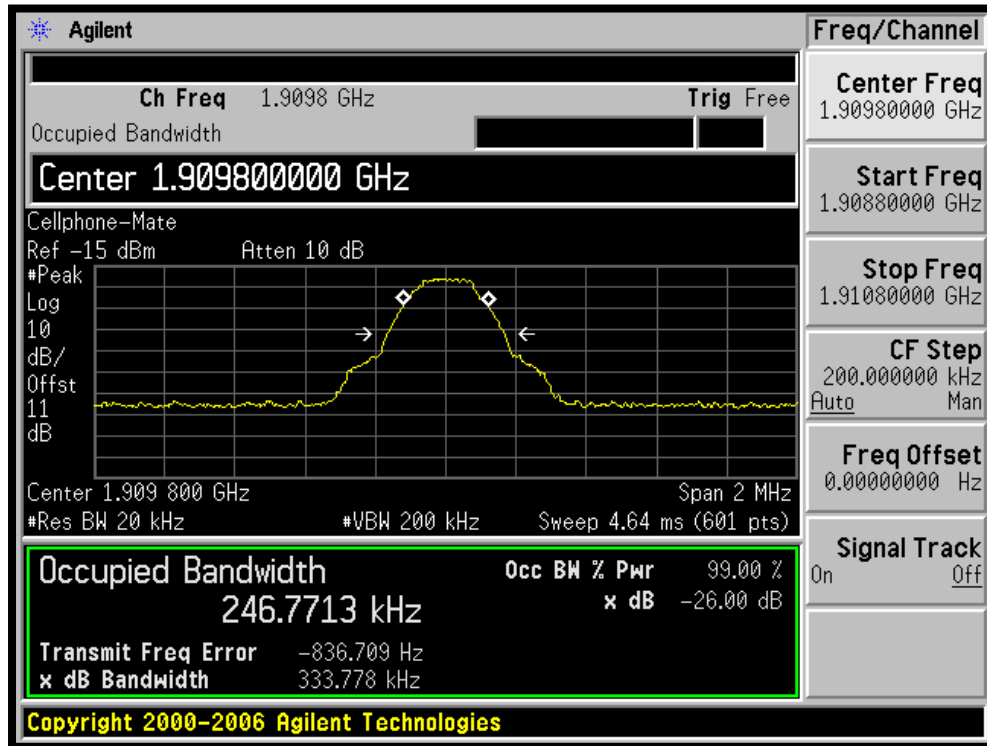 Agilent
Ch Freq 1.9098 GHz Trig Free
Occupied Bandwidth
Center 1.909800000 GHz
Cellphone-Mate
Ref -15 dBm Atten 10 dB
#Peak
Log
10
dB/
Offst
11
dB
Center 1.909 800 GHz Span 2 MHz
#Res BW 20 kHz #VBW 200 kHz Sweep 4.64 ms (601 pts)
Occupied Bandwidth Occ BW % Pwr 99.00 %
246.7713 kHz x dB -26.00 dB
Transmit Freq Error -836.709 Hz
x dB Bandwidth 333.778 kHz
Copyright 2000-2006 Agilent Technologies
Freq/Channel
Center Freq
1.90980000 GHz
Start Freq
1.90880000 GHz
Stop Freq
1.91080000 GHz
CF Step
200.000000 kHz
Auto Man
Freq Offset
0.00000000 Hz
Signal Track
On Off